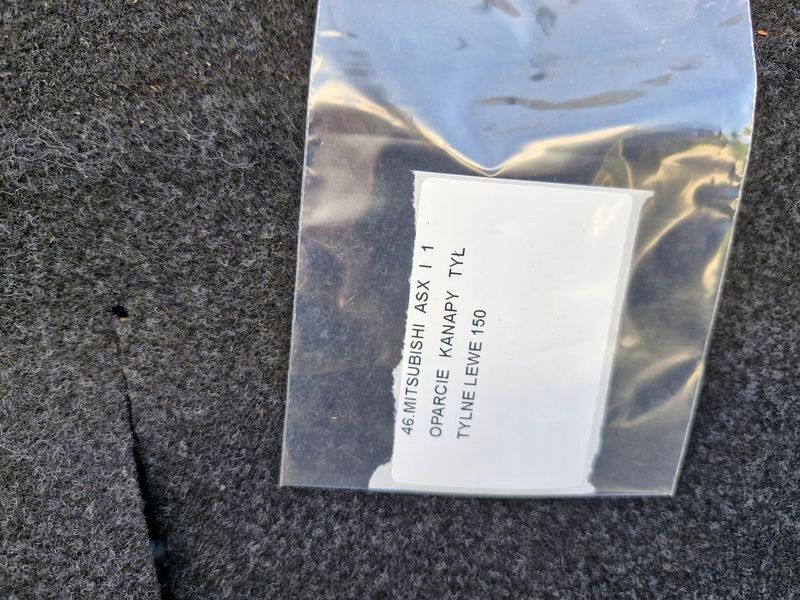 46.MITSUBISHI ASX I 1
OPARCIE KANAPY TYŁ
TYLNE LEWE 150